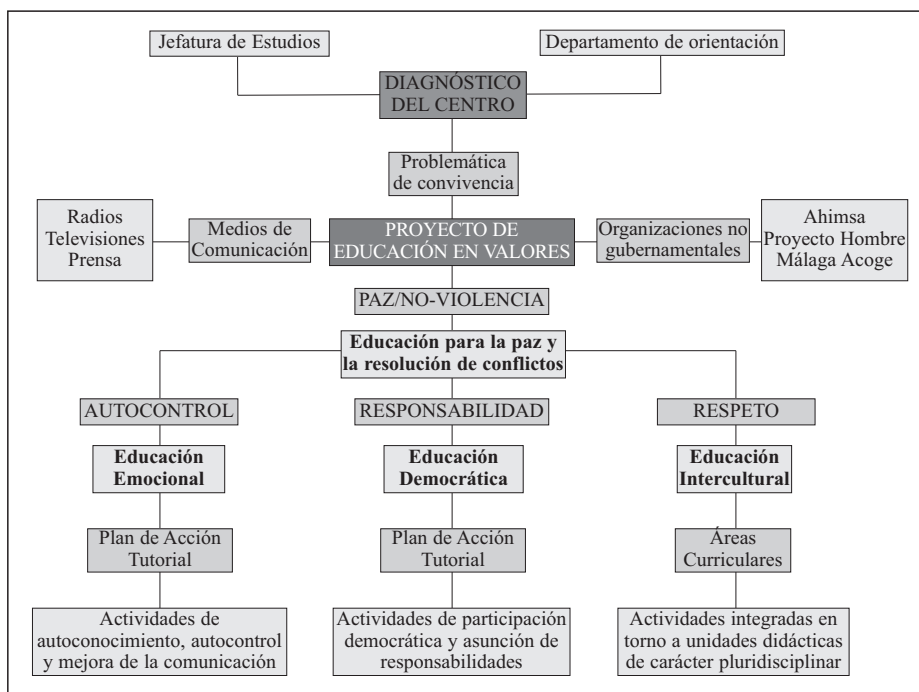 Jefatura de Estudios
Departamento de orientación
DIAGNÓSTICO
DEL CENTRO
Problemática
de convivencia
Radios
Televisiones
Prensa
Medios de
Comunicación
PROYECTO DE
EDUCACIÓN EN VALORES
Organizaciones no
gubernamentales
Ahimsa
Proyecto Hombre
Málaga Acoge
PAZ/NO-VIOLENCIA
Educación para la paz y
la resolución de conflictos
AUTOCONTROL
RESPONSABILIDAD
RESPETO
Educación
Emocional
Educación
Democrática
Educación
Intercultural
Plan de Acción
Tutorial
Plan de Acción
Tutorial
Áreas
Curriculares
Actividades de
autoconocimiento, autocontrol
y mejora de la comunicación
Actividades de participación
democrática y asunción de
responsabilidades
Actividades integradas en
torno a unidades didácticas
de carácter pluridisciplinar